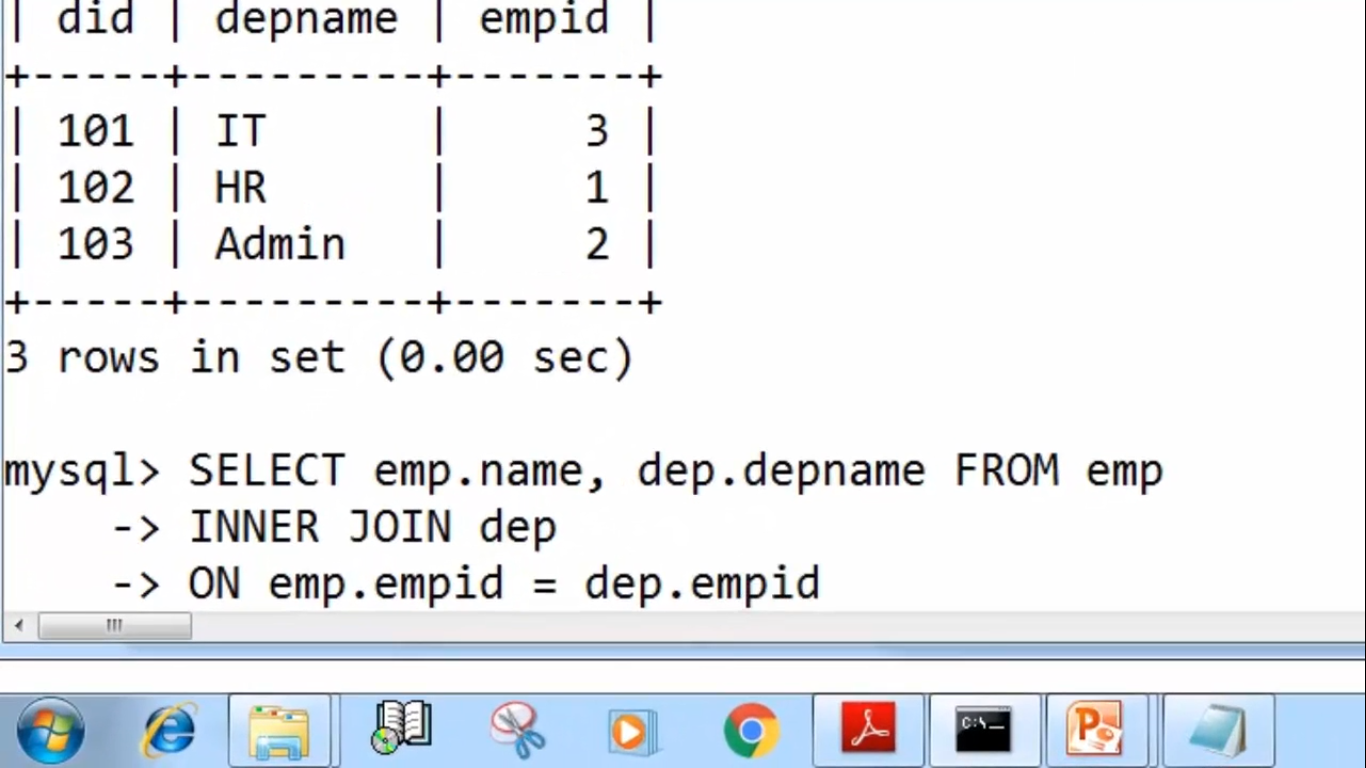 | did | depname | empid |
+-----+---------+-------+
| 101 | IT      |     3 |
| 102 | HR      |     1 |
| 103 | Admin   |     2 |
+-----+---------+-------+
3 rows in set (0.00 sec)
mysql> SELECT emp.name, dep.depname FROM emp
    -> INNER JOIN dep
    -> ON emp.empid = dep.empid
C:\_